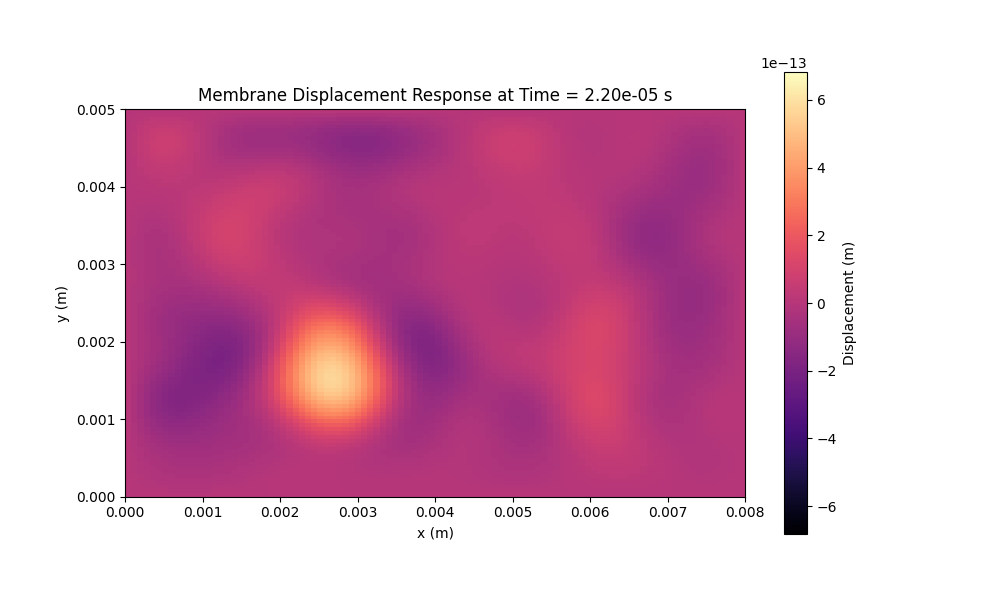 1e−13
Membrane Displacement Response at Time = 2.20e-05 s
0.005
0.004
0.003
0.002
0.001
0.000
y (m)
0.000 0.001 0.002 0.003 0.004 0.005 0.006 0.007 0.008
x (m)
6
4
2
0
−2
−4
−6
Displacement (m)